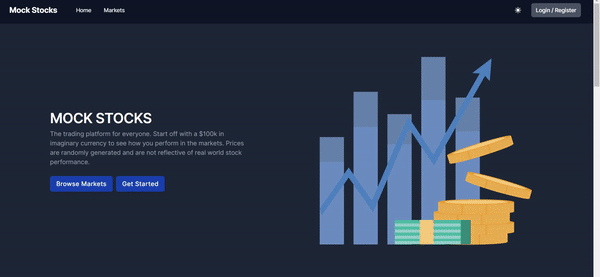 Mock Stocks Home Markets Login / Register
MOCK STOCKS
The trading platform for everyone. Start off with a $100k in
imaginary currency to see how you perform in the markets. Prices
are randomly generated and are not reflective of real world stock
performance.
Browse Markets Get Started